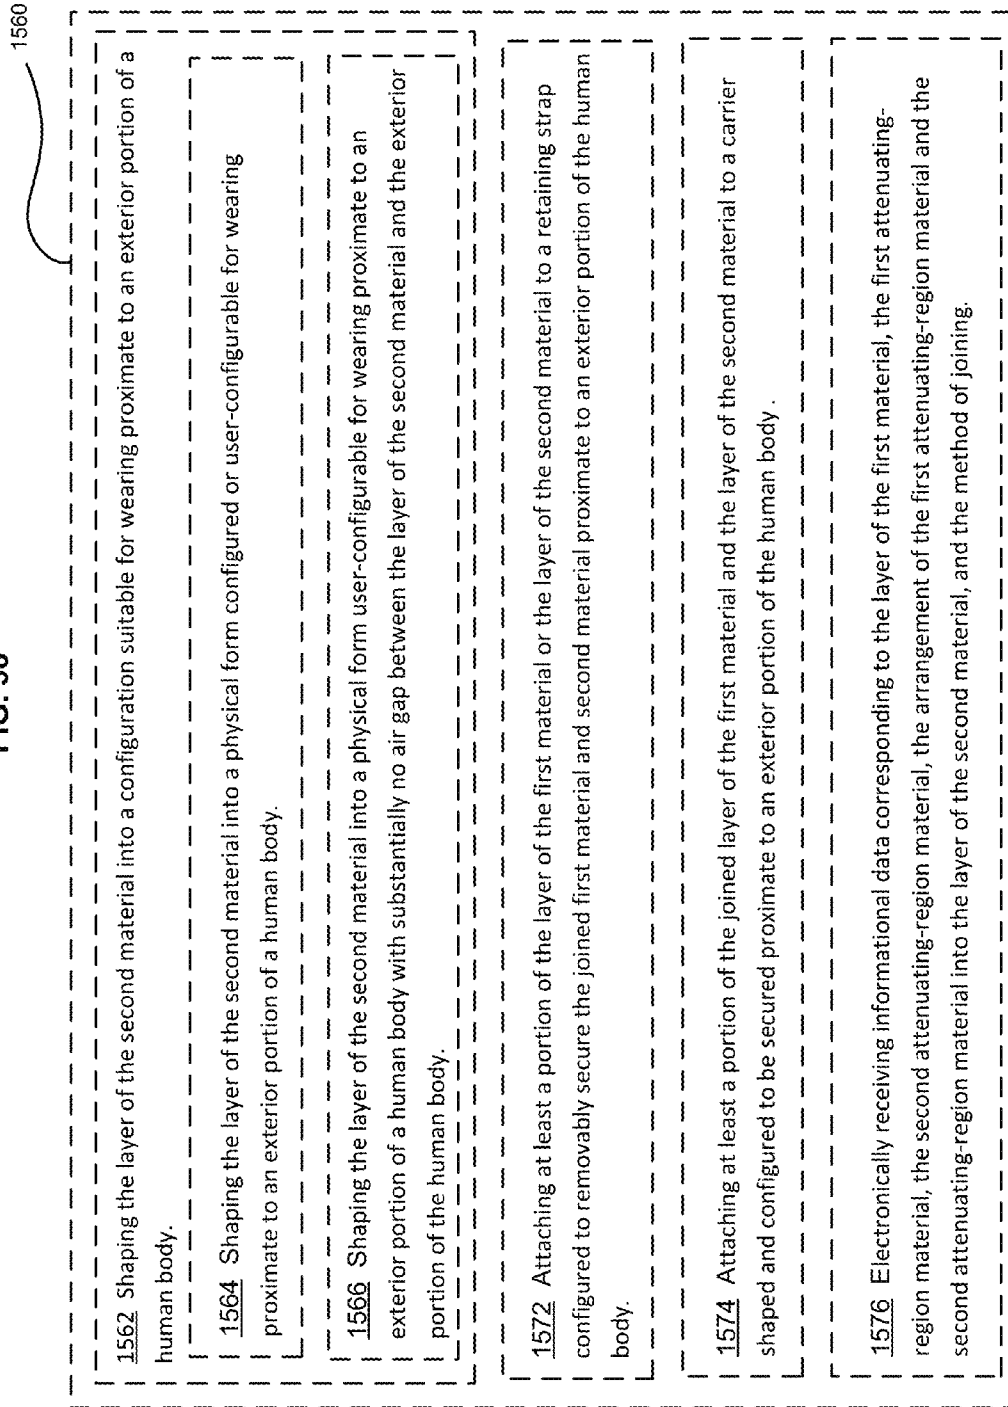 FIG.
1560
1562 Shaping the layer of the second material into a configuration suitable for wearing proximate to an exterior portion of a
human body.
1564 Shaping the layer of the second material into a physical form configured or user-configurable for wearing
proximate to an exterior portion of a human body.
1566 Shaping the layer of the second material into a physical form user-configurable for wearing proximate to an
exterior portion of a human body with substantially no air gap between the layer of the second material and the exterior
portion of the human body.
1572 Attaching at least a portion of the layer of the first material or the layer of the second material to a retaining strap
configured to removably secure the joined first material and second material proximate to an exterior portion of the human
body.
1574 Attaching at least a portion of the joined layer of the first material and the layer of the second material to a carrier
shaped and configured to be secured proximate to an exterior portion of the human body .
1576 Electronically receiving informational data corresponding to the layer of the first material, the first attenuating-
region material, the second attenuating-region material, the arrangement of the first attenuating-region material and the
second attenuating-region material into the layer of the second material, and the method of joining.